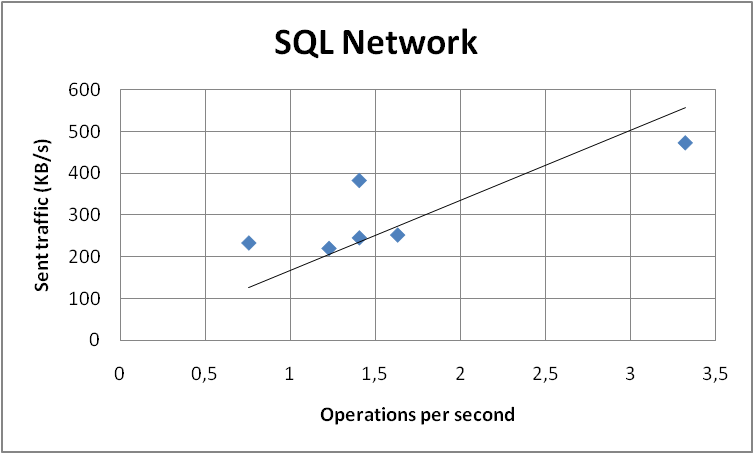 SQL Network
600
500
400
300
200
100
0
Sent traffic (KB/s)
0 0,5 1 1,5 2 2,5 3 3,5
Operations per second